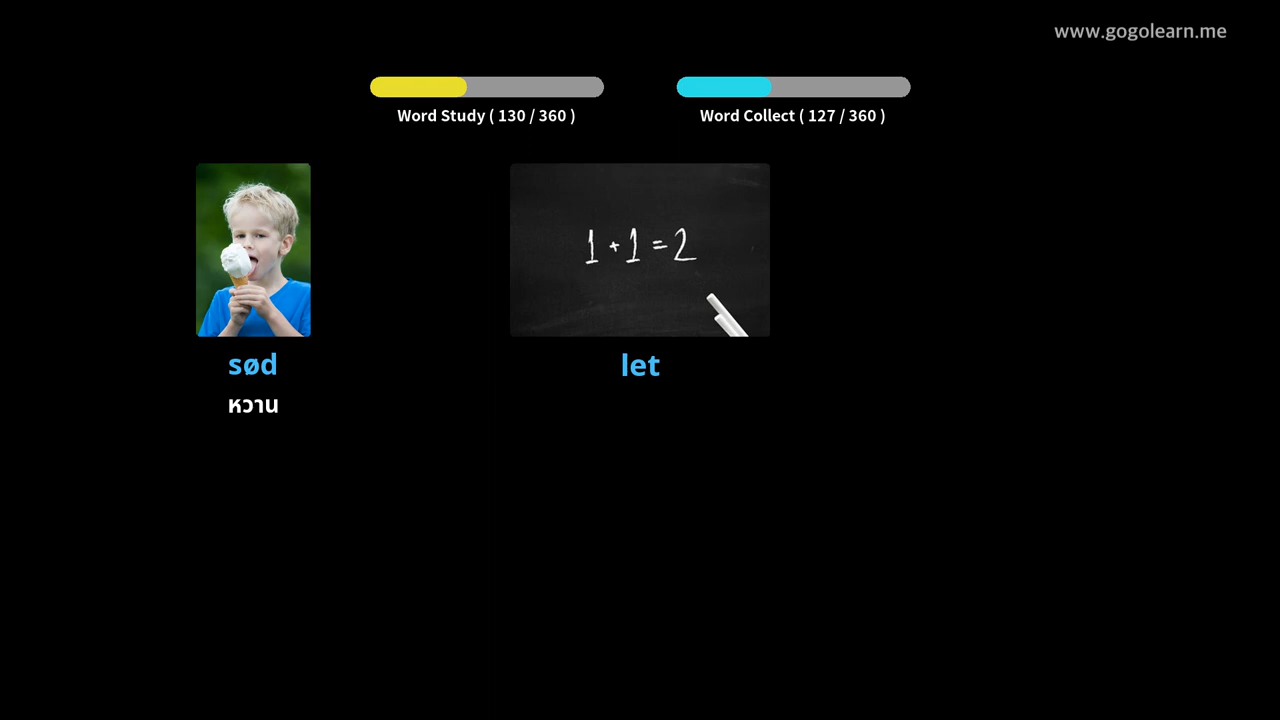 www.gogolearn.me
Word Study ( 130 / 360 )
Word Collect ( 127 / 360 )
1 + 1 = 2
sød
let
หวาน